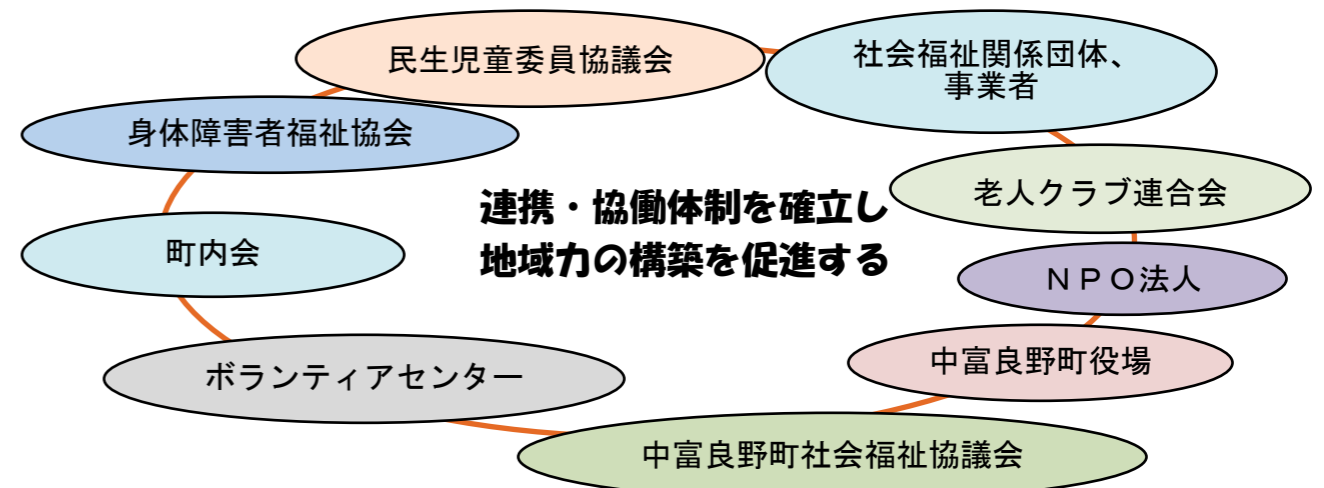 民生児童委員協議会
社会福祉関係団体、
事業者
身体障害者福祉協会
老人クラブ連合会
連携・協働体制を確立し
地域力の構築を促進する
町内会
ＮＰＯ法人
中富良野町役場
ボランティアセンター
中富良野町社会福祉協議会